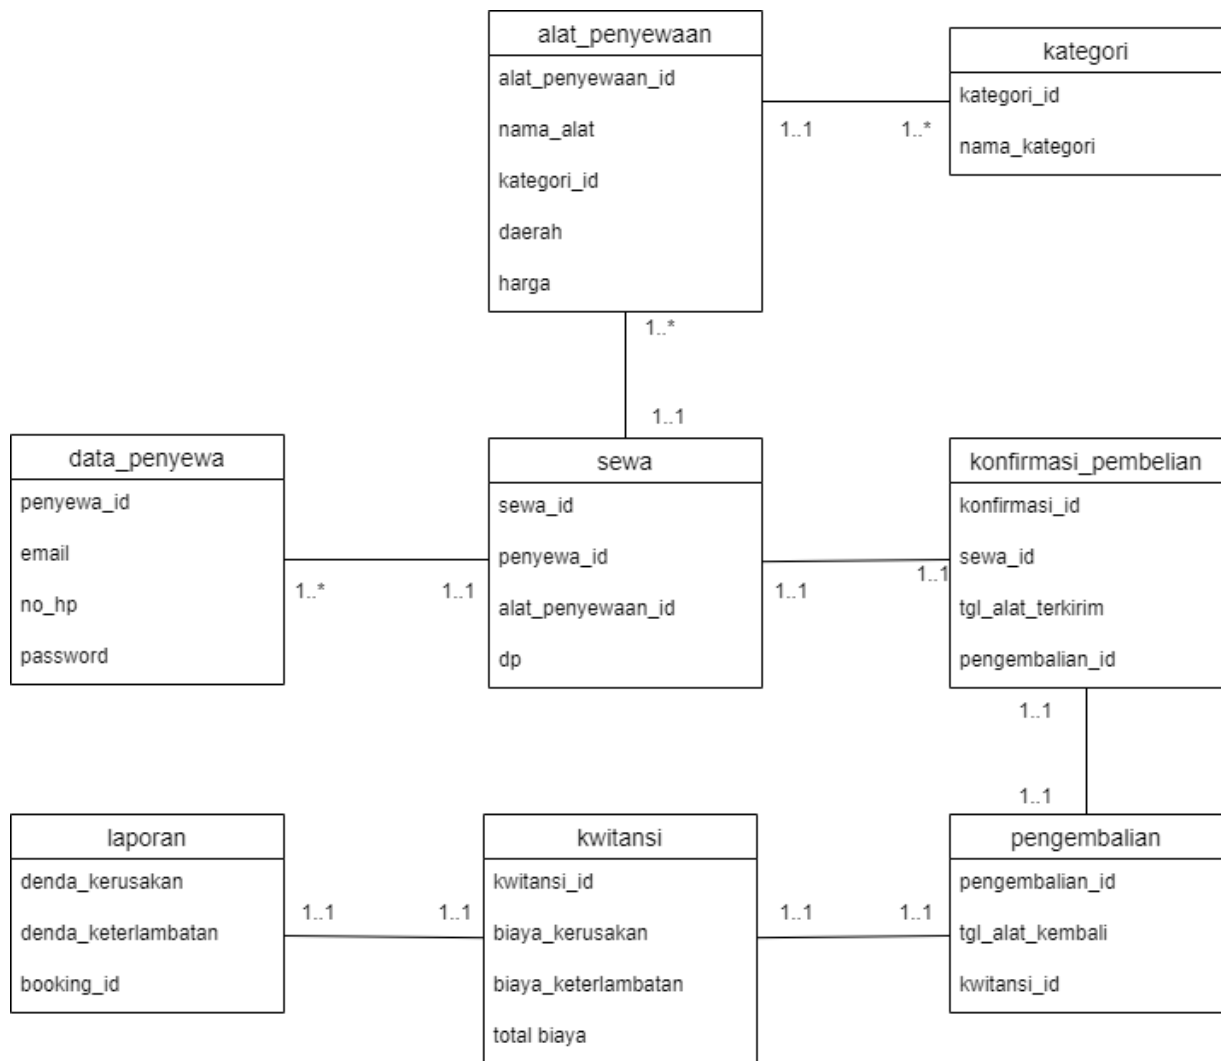 alat_penyewaan
alat_penyewaan_id
nama_alat
kategori_id
daerah
harga
kategori
kategori_id
nama_kategori
1..1
1..*
1..*
1..1
data_penyewa
penyewa_id
email
no_hp
password
1..*
1..1
sewa
sewa_id
penyewa_id
alat_penyewaan_id
dp
1..1
1..1
konfirmasi_pembelian
konfirmasi_id
sewa_id
tgl_alat_terkirim
pengembalian_id
1..1
1..1
laporan
denda_kerusakan
denda_keterlambatan
booking_id
1..1
1..1
kwitansi
kwitansi_id
biaya_kerusakan
biaya_keterlambatan
total biaya
1..1
1..1
pengembalian
pengembalian_id
tgl_alat_kembali
kwitansi_id